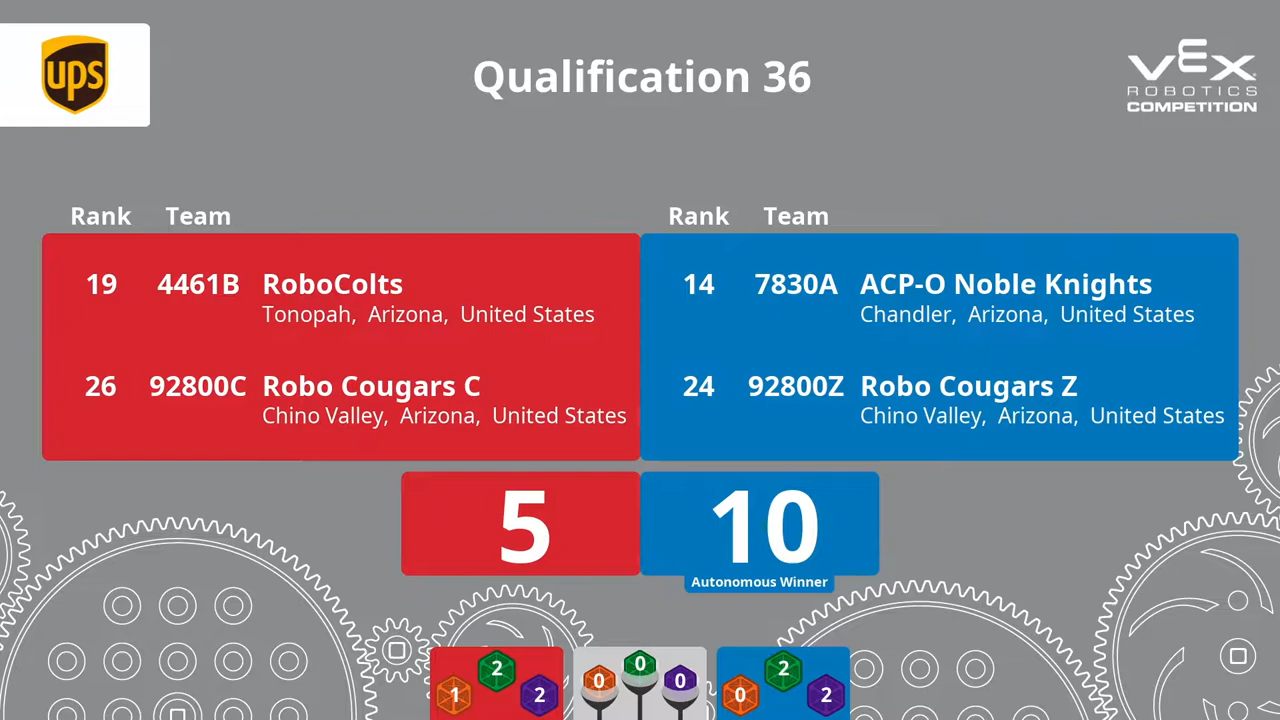 ups
Qualification 36
VEX
ROBOTICS
COMPETITION
Rank Team
19 4461B RoboColts
Tonopah, Arizona, United States
26 92800C Robo Cougars C
Chino Valley, Arizona, United States
Rank Team
14 7830A ACP-O Noble Knights
Chandler, Arizona, United States
24 92800Z Robo Cougars Z
Chino Valley, Arizona, United States
5
10
Autonomous Winner
1 2 2
0 0 0
0 2 2